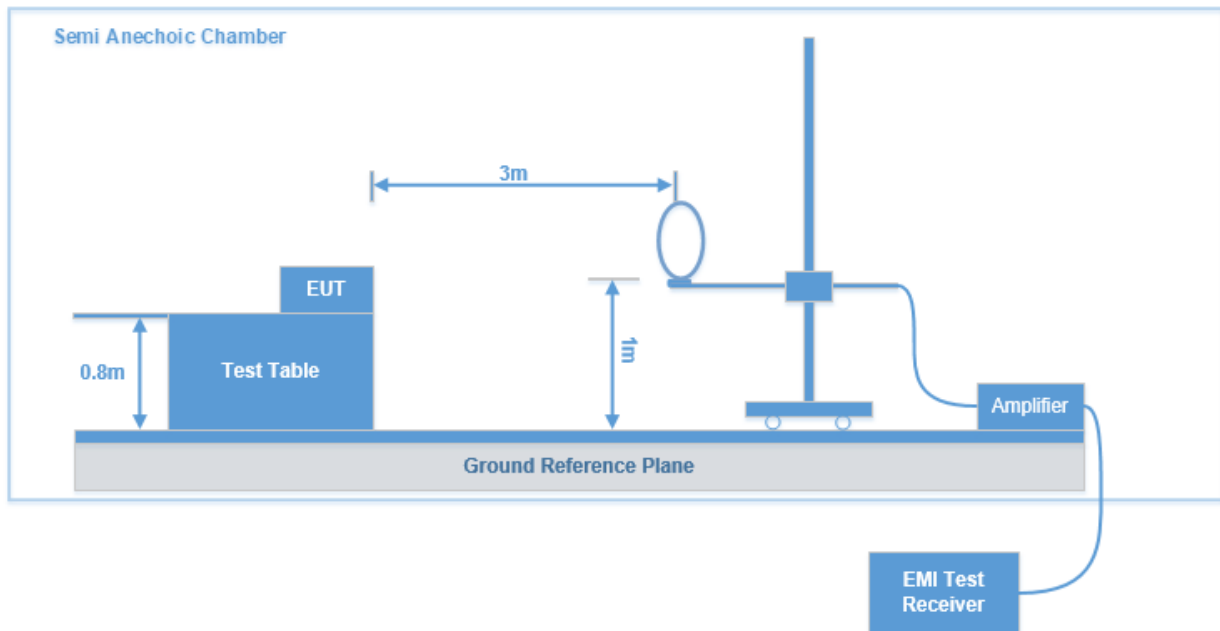 Semi Anechoic Chamber
3m
EUT
1m
0.8m
Test Table
Amplifier
Ground Reference Plane
EMI Test
Receiver